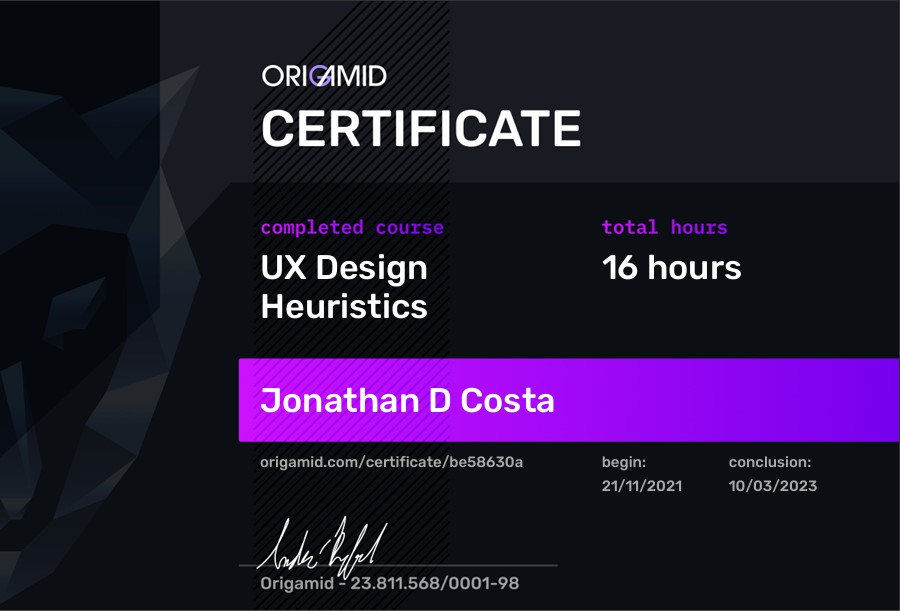 ORIGAMID
CERTIFICATE
completed course
UX Design
Heuristics
total hours
16 hours
Jonathan D Costa
origamid.com/certificate/be58630a
begin:
21/11/2021
conclusion:
10/03/2023
Origamid - 23.811.568/0001-98